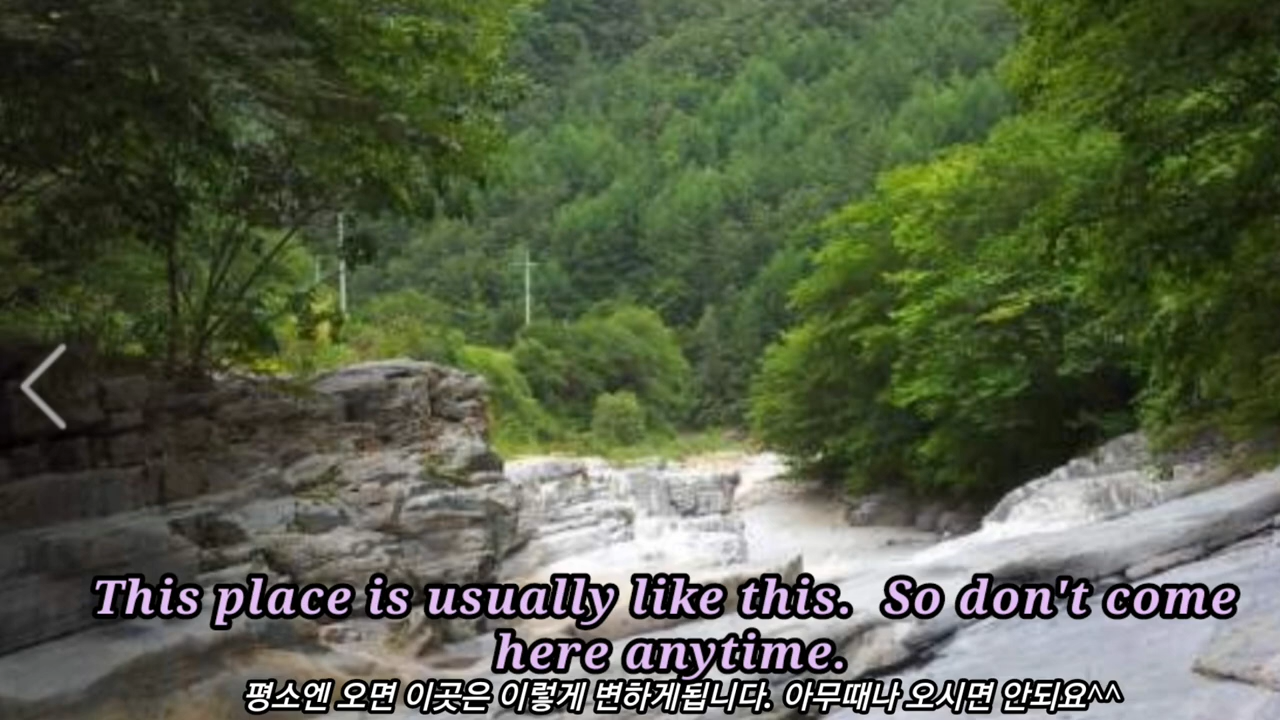 This place is usually like this. So don't come
here anytime.
평소엔 오면 이곳은 이렇게 변하게됩니다. 아무때나 오시면 안되요^^